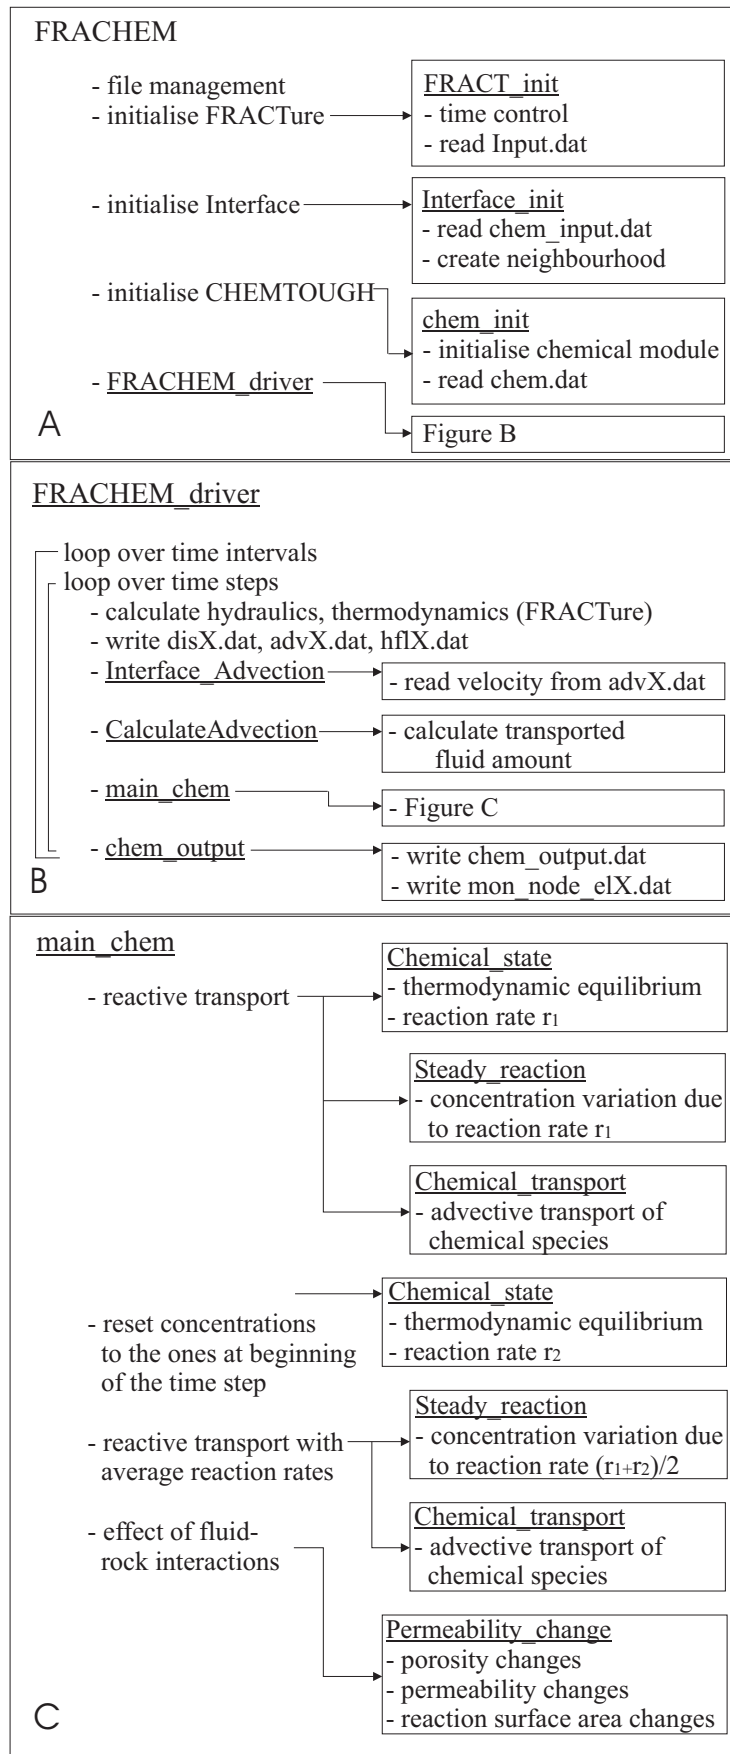 FRACHEM
- file management
- initialise FRACTure
FRACT_init
- time control
- read Input.dat
- initialise Interface
Interface_init
- read chem_input.dat
- create neighbourhood
- initialise CHEMTOUGH
chem_init
- initialise chemical module
- read chem.dat
- FRACHEM_driver
Figure B
A
FRACHEM_driver
loop over time intervals
loop over time steps
- calculate hydraulics, thermodynamics (FRACTure)
- write disX.dat, advX.dat, hflX.dat
- Interface_Advection
- read velocity from advX.dat
- CalculateAdvection
- calculate transported
fluid amount
- main_chem
- Figure C
- chem_output
- write chem_output.dat
- write mon_node_elX.dat
B
main_chem
- reactive transport
Chemical_state
- thermodynamic equilibrium
- reaction rate r1
Steady_reaction
- concentration variation due
to reaction rate r1
Chemical_transport
- advective transport of
chemical species
Chemical_state
- thermodynamic equilibrium
- reaction rate r2
- reset concentrations
to the ones at beginning
of the time step
Steady_reaction
- concentration variation due
to reaction rate (r1+r2)/2
- reactive transport with
average reaction rates
Chemical_transport
- advective transport of
chemical species
- effect of fluid-
rock interactions
Permeability_change
- porosity changes
- permeability changes
- reaction surface area changes
C